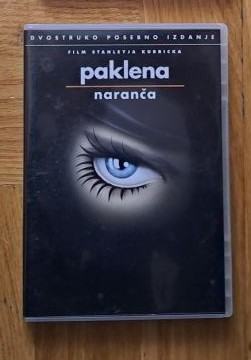 DVOSTRUKO POSEBNO IZDANJE
FILM STANLEYJA KUBRICKA
paklena
naranča